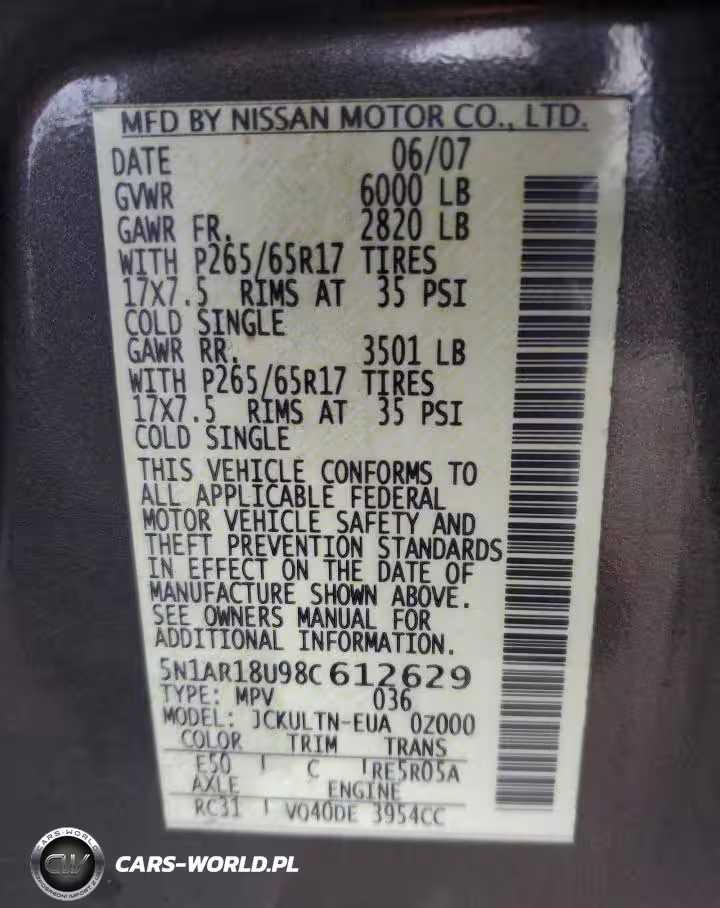 MFD BY NISSAN MOTOR CO., LTD.
DATE 06/07
GVWR 6000 LB
GAWR FR. 2820 LB
WITH P265/65R17 TIRES
17X7.5 RIMS AT 35 PSI
COLD SINGLE
GAWR RR. 3501 LB
WITH P265/65R17 TIRES
17X7.5 RIMS AT 35 PSI
COLD SINGLE
THIS VEHICLE CONFORMS TO
ALL APPLICABLE FEDERAL
MOTOR VEHICLE SAFETY AND
THEFT PREVENTION STANDARDS
IN EFFECT ON THE DATE OF
MANUFACTURE SHOWN ABOVE.
SEE OWNERS MANUAL FOR
ADDITIONAL INFORMATION.
5N1AR18U98C612629
TYPE: MPV 036
MODEL: JCKULTN-EUA 0Z000
COLOR TRIM TRANS
E50 C RE5R05A
AXLE ENGINE
RC31 VQ40DE 3954CC
CARS-WORLD
CW
CARS-WORLD.PL